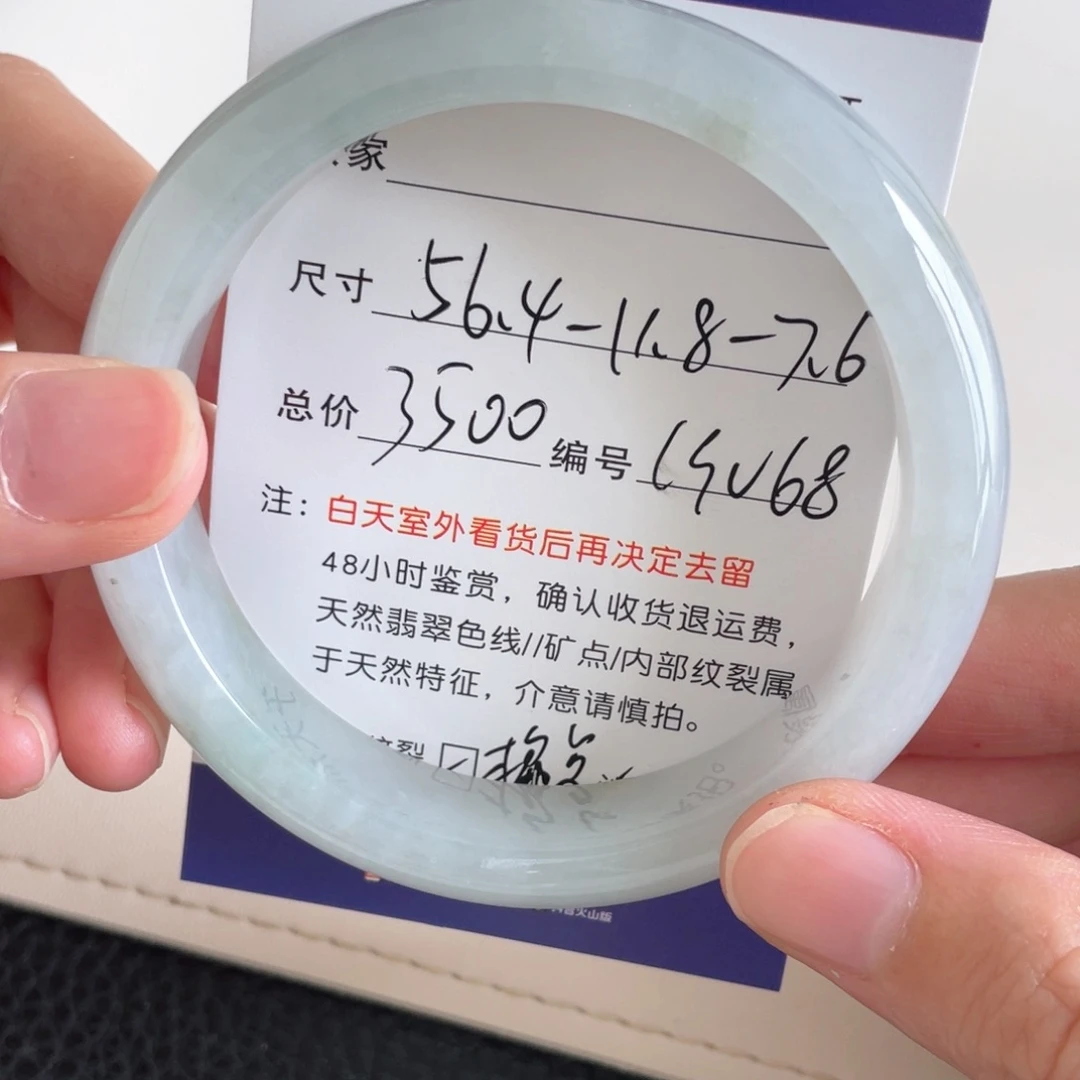 家
尺寸 56.4-11.8-7.6
总价 3500 编号
注：白天室外看货后再决定去留
48小时鉴赏，确认收货退运费，
天然翡翠色线//矿点/内部纹裂属
于天然特征，介意请慎拍。
火山版